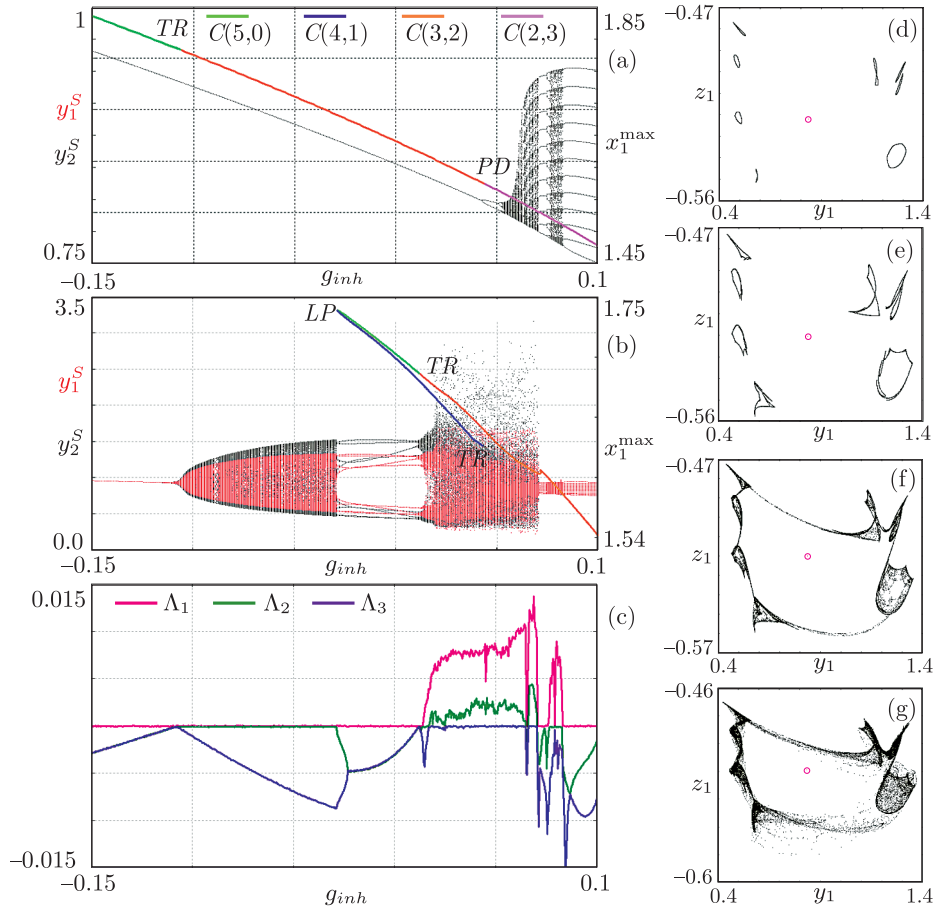 1
TR
C(5,0) C(4,1) C(3,2) C(2,3)
1.85
(a)
y₁ˢ
y₂ˢ
x₁ᵐᵃˣ
PD
0.75
1.45
−0.15
g_inh
0.1
3.5
LP
1.75
(b)
TR
y₁ˢ
y₂ˢ
x₁ᵐᵃˣ
TR
0.0
1.54
−0.15
g_inh
0.1
0.015
Λ₁ Λ₂ Λ₃
(c)
−0.015
−0.15
g_inh
0.1
−0.47
(d)
z₁
−0.56
0.4
y₁
1.4
−0.47
(e)
z₁
−0.56
0.4
y₁
1.4
−0.47
(f)
z₁
−0.57
0.4
y₁
1.4
−0.46
(g)
z₁
−0.6
0.4
y₁
1.4